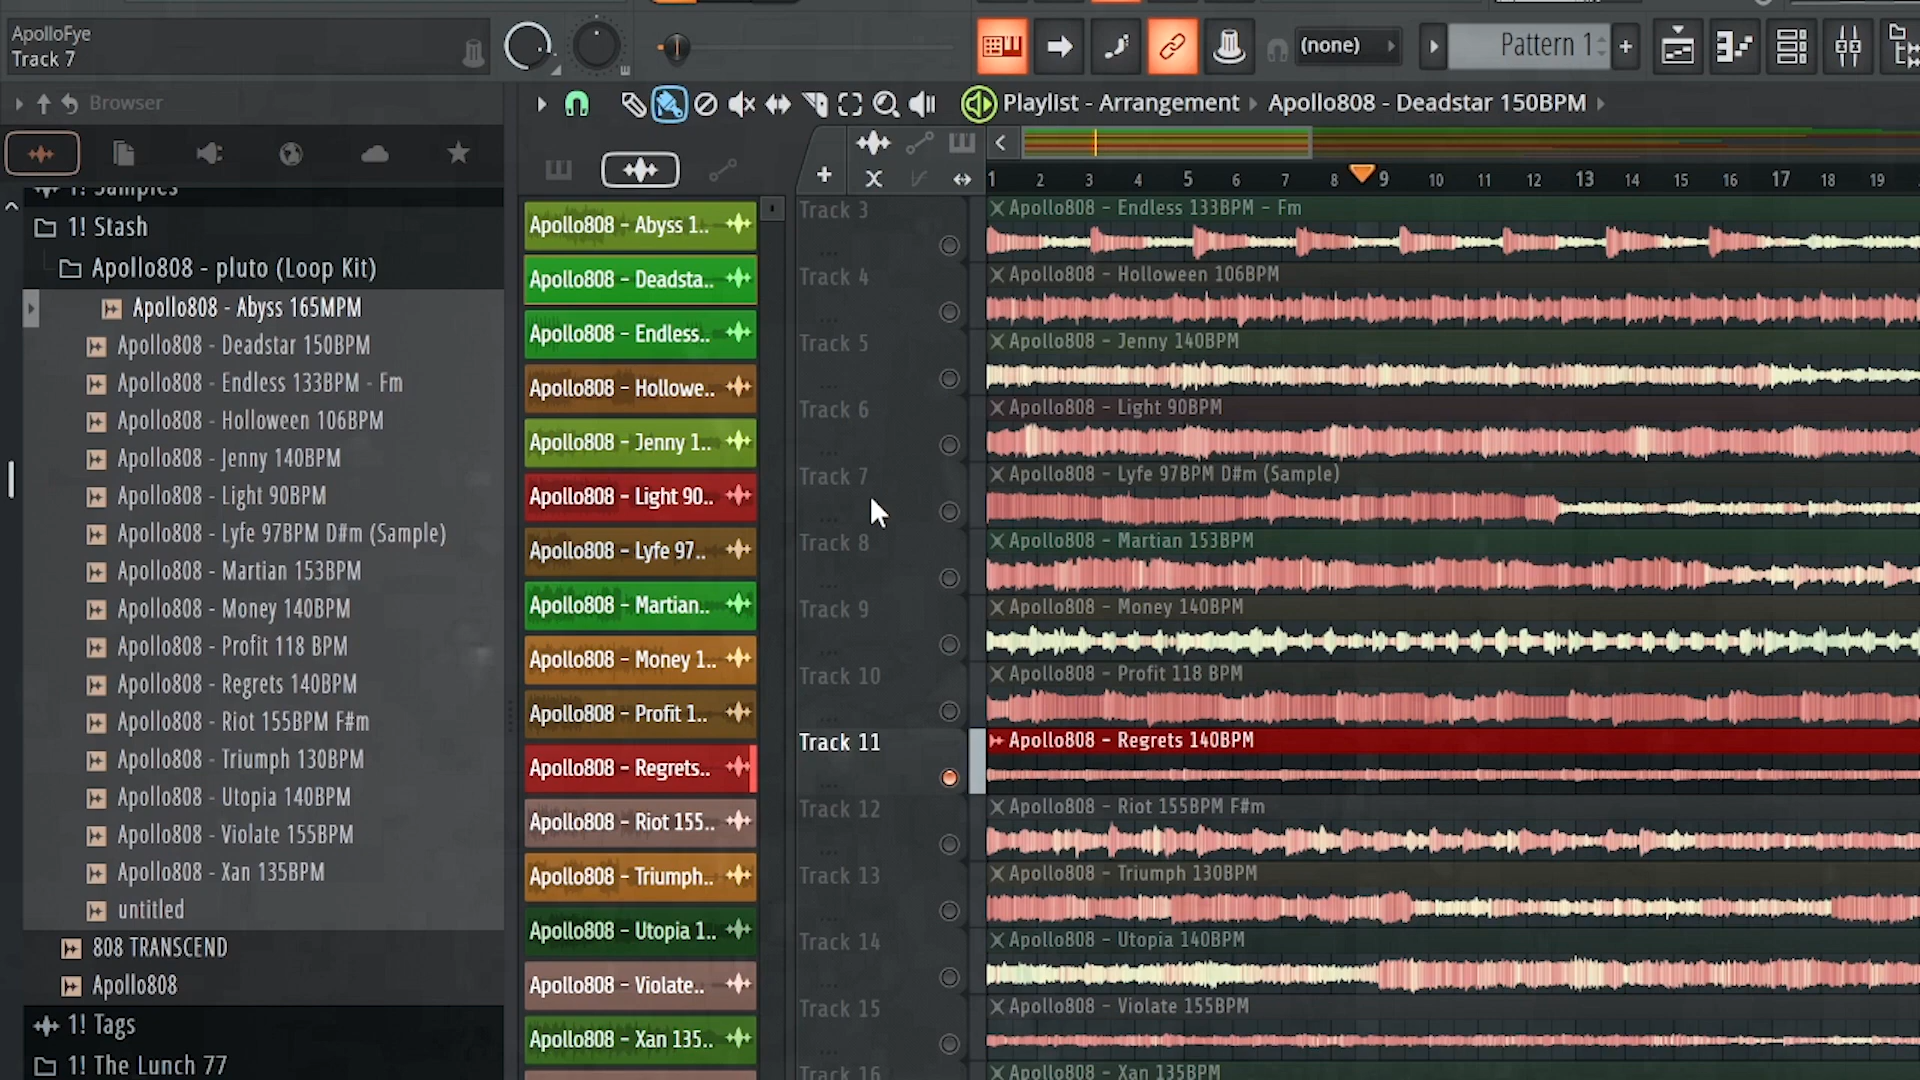 ApolloFye
Track 7
(none)
Pattern 1
Browser
Playlist - Arrangement
Apollo808 - Deadstar 150BPM
1 2 3 4 5 6 7 8 9 10 11 12 13 14 15 16 17 18 19
1! Samples
1! Stash
Apollo808 - pluto (Loop Kit)
Apollo808 - Abyss 165MPM
Apollo808 - Deadstar 150BPM
Apollo808 - Endless 133BPM - Fm
Apollo808 - Holloween 106BPM
Apollo808 - Jenny 140BPM
Apollo808 - Light 90BPM
Apollo808 - Lyfe 97BPM D#m (Sample)
Apollo808 - Martian 153BPM
Apollo808 - Money 140BPM
Apollo808 - Profit 118 BPM
Apollo808 - Regrets 140BPM
Apollo808 - Riot 155BPM F#m
Apollo808 - Triumph 130BPM
Apollo808 - Utopia 140BPM
Apollo808 - Violate 155BPM
Apollo808 - Xan 135BPM
untitled
808 TRANSCEND
Apollo808
1! Tags
1! The Lunch 77
Apollo808 - Abyss 1..
Apollo808 - Deadsta..
Apollo808 - Endless..
Apollo808 - Hollowe..
Apollo808 - Jenny 1..
Apollo808 - Light 90..
Apollo808 - Lyfe 97..
Apollo808 - Martian..
Apollo808 - Money 1..
Apollo808 - Profit 1..
Apollo808 - Regrets..
Apollo808 - Riot 155..
Apollo808 - Triumph..
Apollo808 - Utopia 1..
Apollo808 - Violate..
Apollo808 - Xan 135..
Track 3
Apollo808 - Endless 133BPM - Fm
Track 4
Apollo808 - Holloween 106BPM
Track 5
Apollo808 - Jenny 140BPM
Track 6
Apollo808 - Light 90BPM
Track 7
Apollo808 - Lyfe 97BPM D#m (Sample)
Track 8
Apollo808 - Martian 153BPM
Track 9
Apollo808 - Money 140BPM
Track 10
Apollo808 - Profit 118 BPM
Track 11
Apollo808 - Regrets 140BPM
Track 12
Apollo808 - Riot 155BPM F#m
Track 13
Apollo808 - Triumph 130BPM
Track 14
Apollo808 - Utopia 140BPM
Track 15
Apollo808 - Violate 155BPM
Track 16
Apollo808 - Xan 135BPM